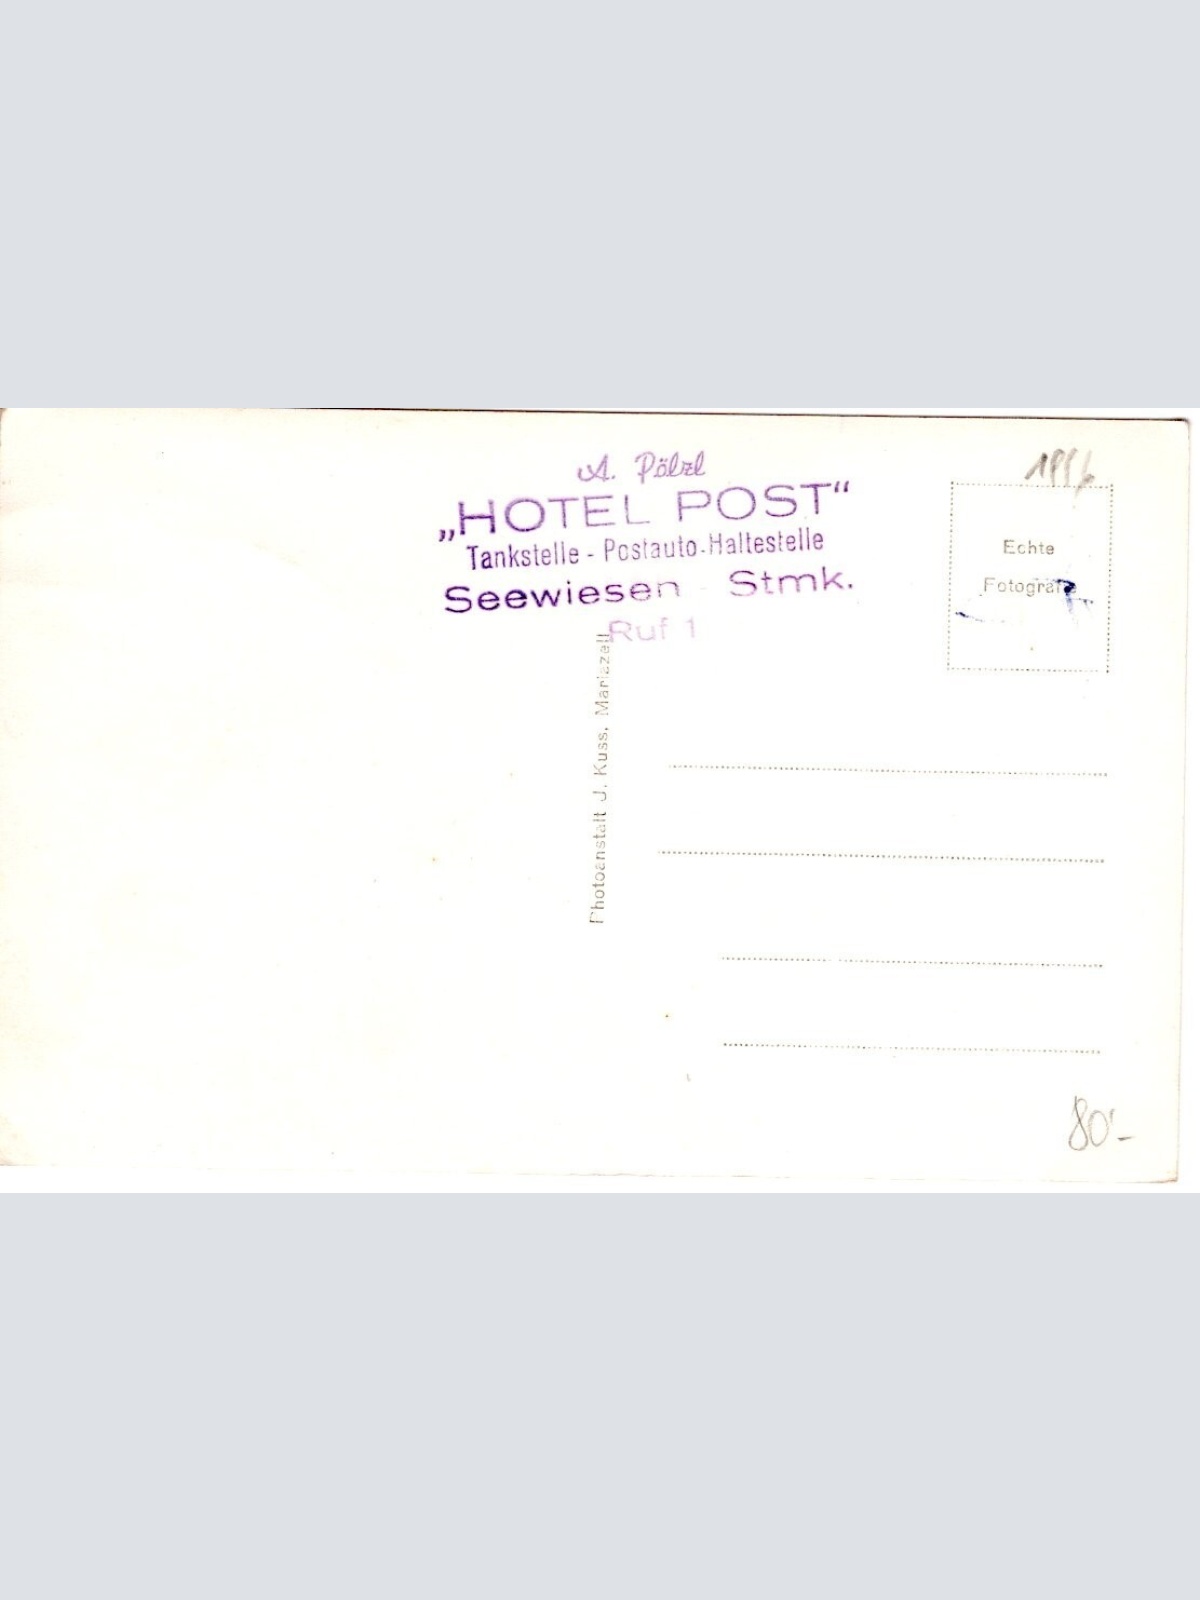 A. Pölzl
„HOTEL POST“
Tankstelle - Postauto-Haltestelle
Seewiesen - Stmk.
Ruf 1
Echte
Fotografie
Photoanstalt J. Kuss, Mariazell
80'-